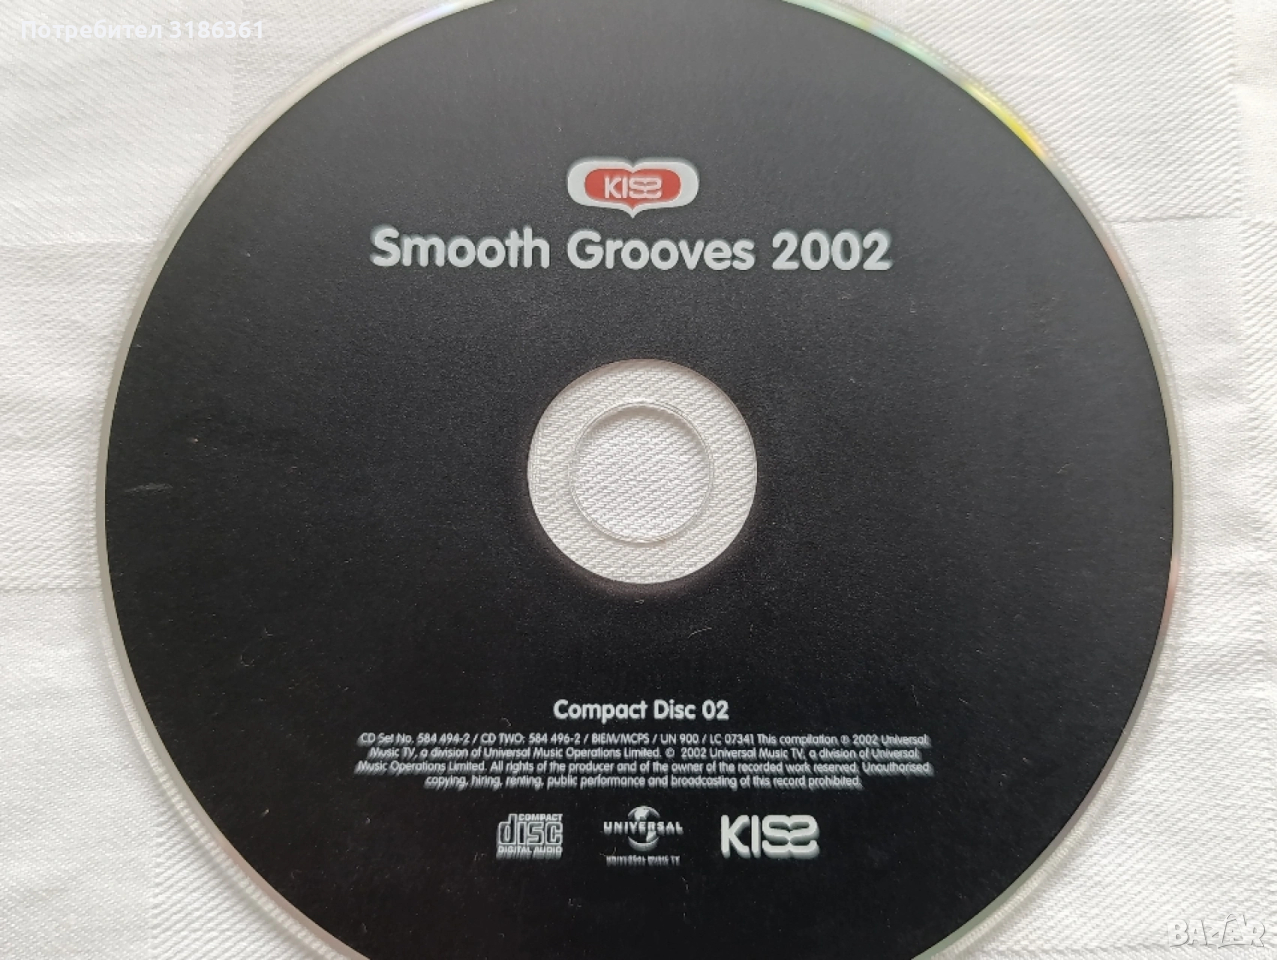 Потребител 3186361
KISS
Smooth Grooves 2002
Compact Disc 02
CD Set No. 584 494-2 / CD TWO: 584 496-2 / BIEM/MCPS / UN 900 / LC 07341 This compilation ℗ 2002 Universal
Music TV, a division of Universal Music Operations Limited. © 2002 Universal Music TV, a division of Universal
Music Operations Limited. All rights of the producer and of the owner of the recorded work reserved. Unauthorised
copying, hiring, renting, public performance and broadcasting of this record prohibited.
COMPACT
disc
DIGITAL AUDIO
UNIVERSAL
UNIVERSAL MUSIC TV
KISS
BAZAR